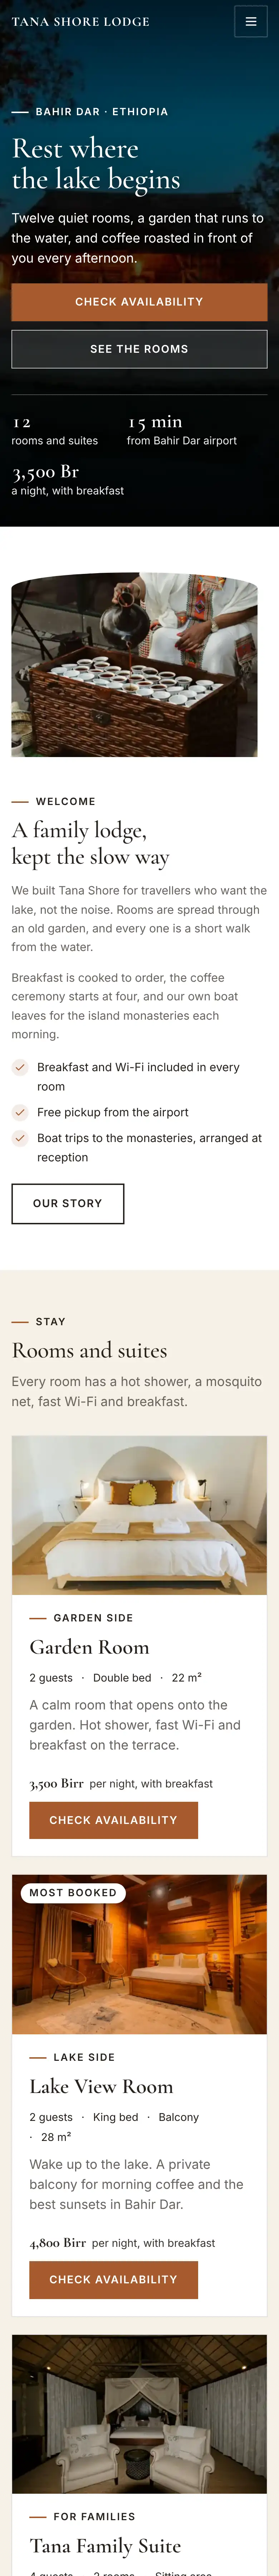 TANA SHORE LODGE
BAHIR DAR · ETHIOPIA
Rest where
the lake begins
Twelve quiet rooms, a garden that runs to
the water, and coffee roasted in front of
you every afternoon.
CHECK AVAILABILITY
SEE THE ROOMS
12
rooms and suites
15 min
from Bahir Dar airport
3,500 Br
a night, with breakfast
WELCOME
A family lodge,
kept the slow way
We built Tana Shore for travellers who want the
lake, not the noise. Rooms are spread through
an old garden, and every one is a short walk
from the water.
Breakfast is cooked to order, the coffee
ceremony starts at four, and our own boat
leaves for the island monasteries each
morning.
Breakfast and Wi-Fi included in every
room
Free pickup from the airport
Boat trips to the monasteries, arranged at
reception
OUR STORY
STAY
Rooms and suites
Every room has a hot shower, a mosquito
net, fast Wi-Fi and breakfast.
GARDEN SIDE
Garden Room
2 guests · Double bed · 22 m²
A calm room that opens onto the
garden. Hot shower, fast Wi-Fi and
breakfast on the terrace.
3,500 Birr per night, with breakfast
CHECK AVAILABILITY
MOST BOOKED
LAKE SIDE
Lake View Room
2 guests · King bed · Balcony
· 28 m²
Wake up to the lake. A private
balcony for morning coffee and the
best sunsets in Bahir Dar.
4,800 Birr per night, with breakfast
CHECK AVAILABILITY
FOR FAMILIES
Tana Family Suite